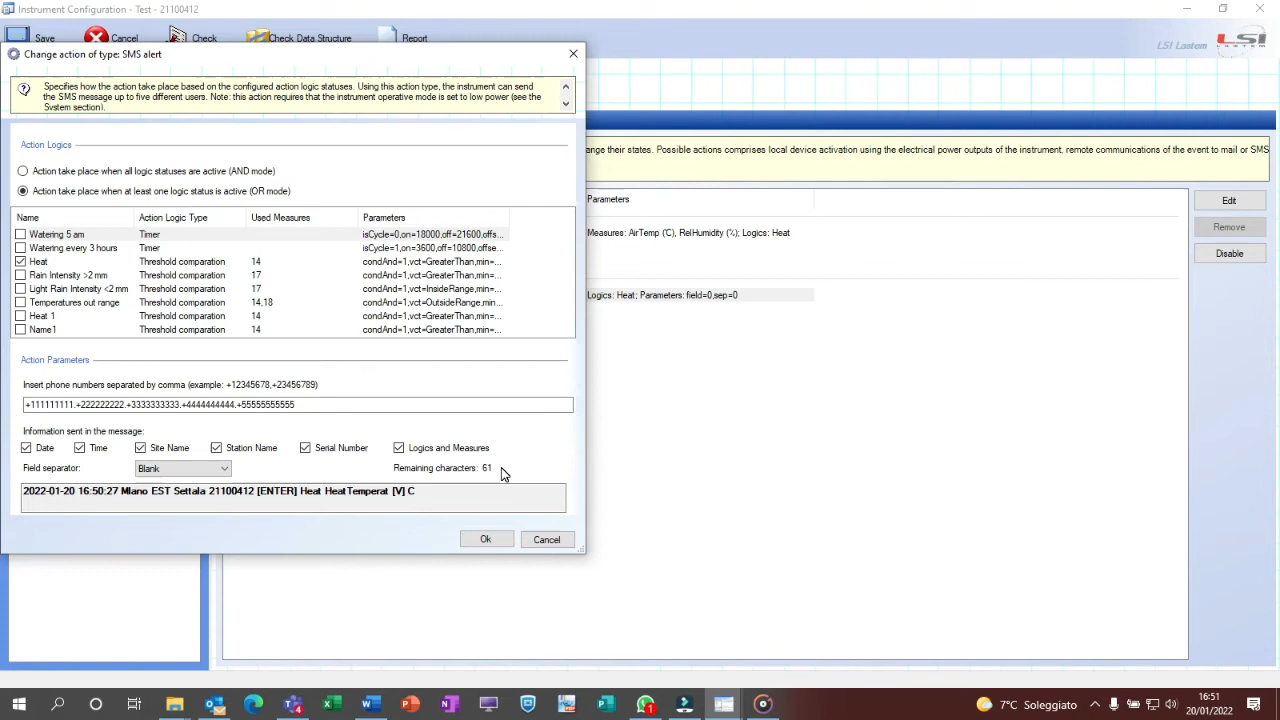 Instrument Configuration - Test - 21100412
Save
Cancel
Check
Check Data Structure
Report
LSI Lastem
LSI
LASTEM
Change action of type: SMS alert
Specifies how the action take place based on the configured action logic statuses. Using this action type, the instrument can send
the SMS message up to five different users. Note: this action requires that the instrument operative mode is set to low power (see the
System section).
ange their states. Possible actions comprises local device activation using the electrical power outputs of the instrument, remote communications of the event to mail or SMS
Action Logics
Action take place when all logic statuses are active (AND mode)
Action take place when at least one logic status is active (OR mode)
Name Action Logic Type Used Measures Parameters
Watering 5 am Timer isCycle=0,on=18000,off=21600,offs...
Watering every 3 hours Timer isCycle=1,on=3600,off=10800,offse...
Heat Threshold comparation 14 condAnd=1,vct=GreaterThan,min=...
Rain Intensity >2 mm Threshold comparation 17 condAnd=1,vct=GreaterThan,min=...
Light Rain Intensity <2 mm Threshold comparation 17 condAnd=1,vct=InsideRange,min=...
Temperatures out range Threshold comparation 14,18 condAnd=1,vct=OutsideRange,min...
Heat 1 Threshold comparation 14 condAnd=1,vct=GreaterThan,min=...
Name1 Threshold comparation 14 condAnd=1,vct=GreaterThan,min=...
Parameters
Measures: AirTemp (°C), RelHumidity (%); Logics: Heat
Logics: Heat; Parameters: field=0,sep=0
Edit
Remove
Disable
Action Parameters
Insert phone numbers separated by comma (example: +12345678,+23456789)
+111111111.+222222222.+3333333333.+4444444444.+55555555555
Information sent in the message:
Date Time Site Name Station Name Serial Number Logics and Measures
Field separator: Blank Remaining characters: 61
2022-01-20 16:50:27 MIano EST Settala 21100412 [ENTER] Heat HeatTemperat [V] C
Ok Cancel
7°C Soleggiato
16:51
20/01/2022